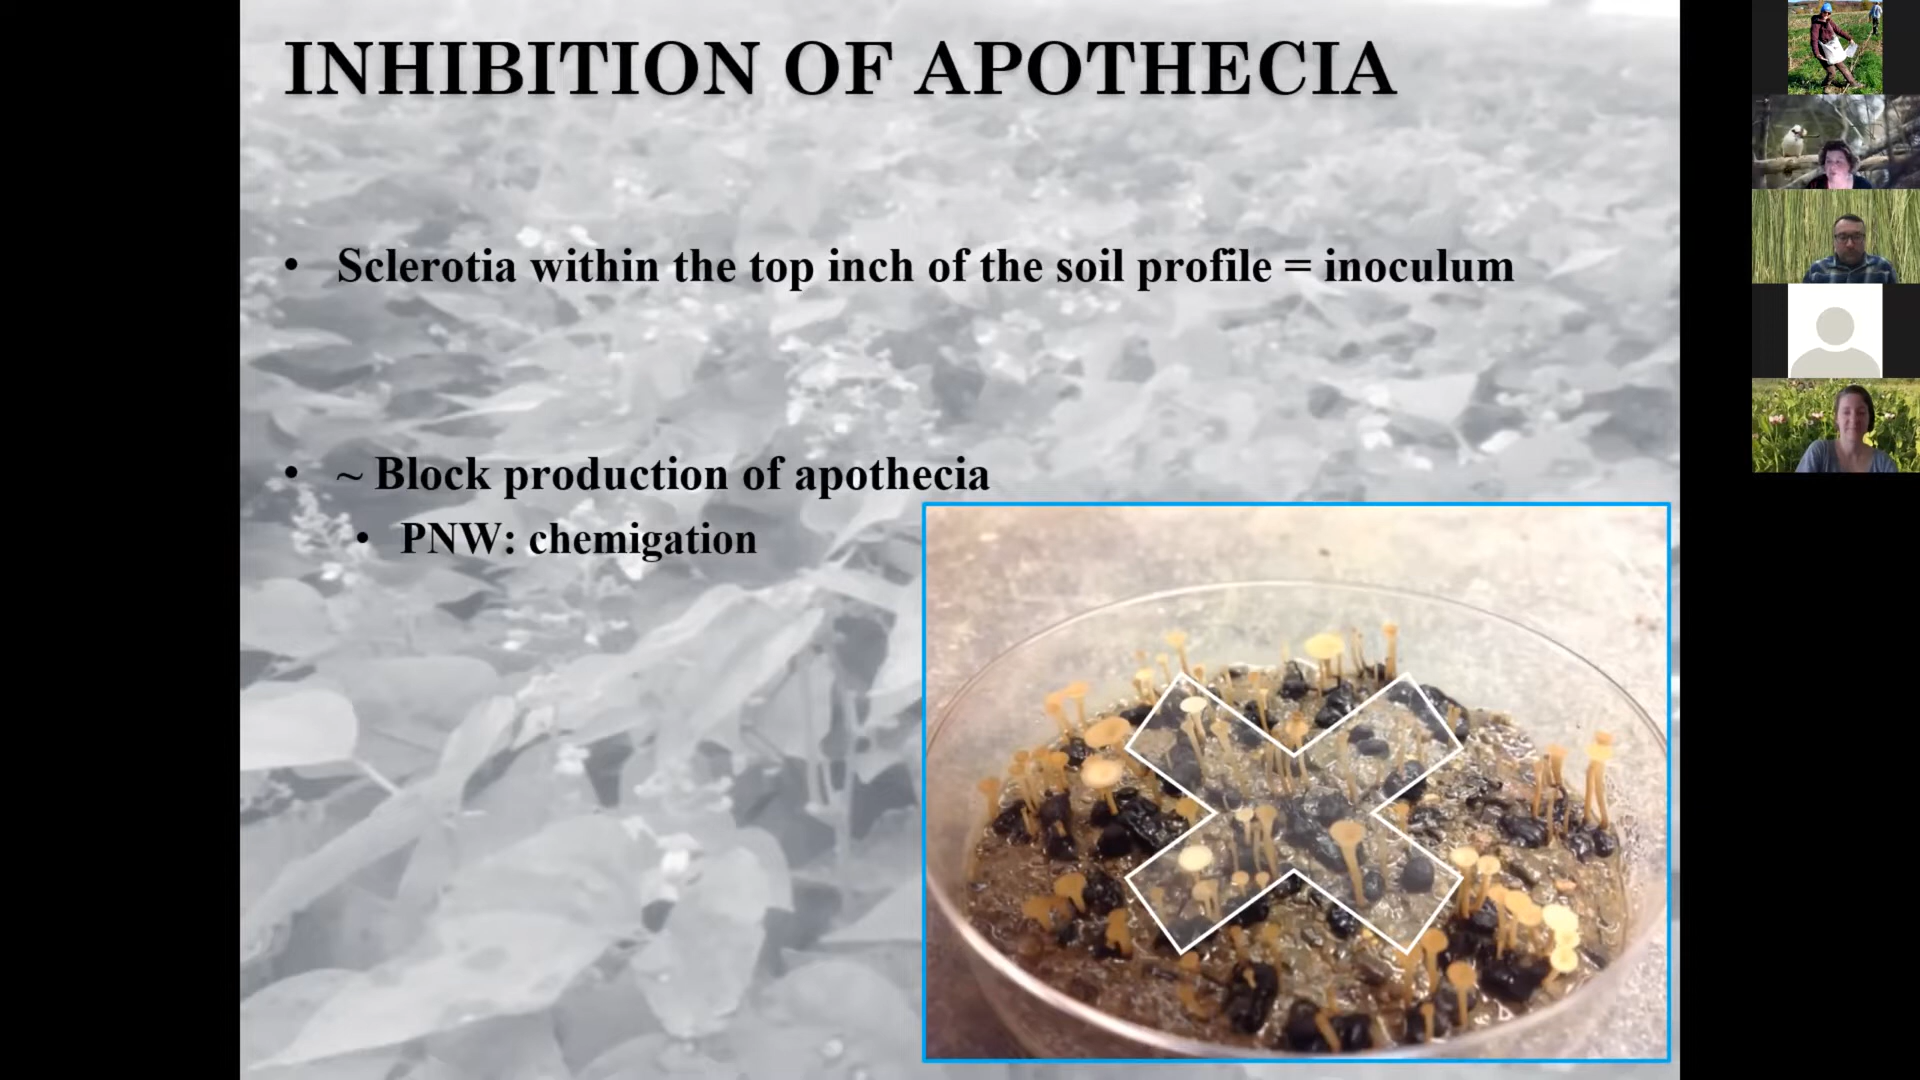 INHIBITION OF APOTHECIA
• Sclerotia within the top inch of the soil profile = inoculum
• ~ Block production of apothecia
• PNW: chemigation